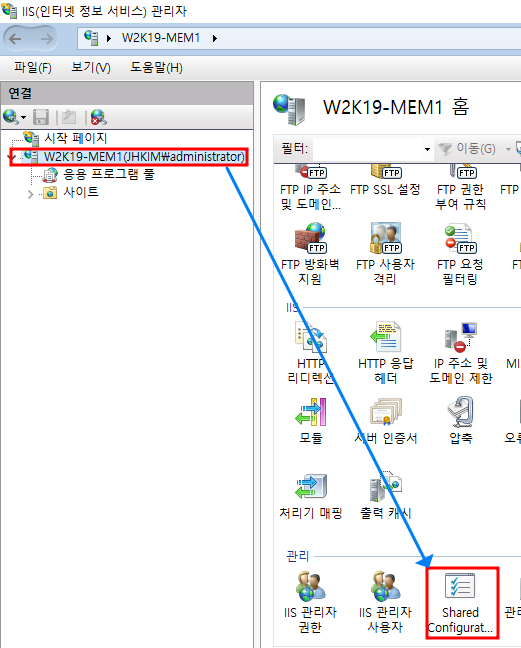 IIS(인터넷 정보 서비스) 관리자
W2K19-MEM1
파일(F) 보기(V) 도움말(H)
연결
시작 페이지
W2K19-MEM1(JHKIM₩administrator)
응용 프로그램 풀
사이트
W2K19-MEM1 홈
필터: 이동(G)
FTP IP 주소 FTP SSL 설정 FTP 권한
및 도메인... 부여 규칙
FTP 방화벽 FTP 사용자 FTP 요청
지원 격리 필터링
IIS
HTTP HTTP 응답 IP 주소 및
리디렉션 헤더 도메인 제한
모듈 서버 인증서 압축
처리기 매핑 출력 캐시
관리
IIS 관리자 IIS 관리자 Shared
권한 사용자 Configurat...